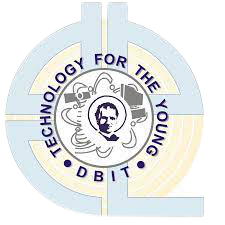 TECHNOLOGY FOR THE YOUNG
• DBIT •